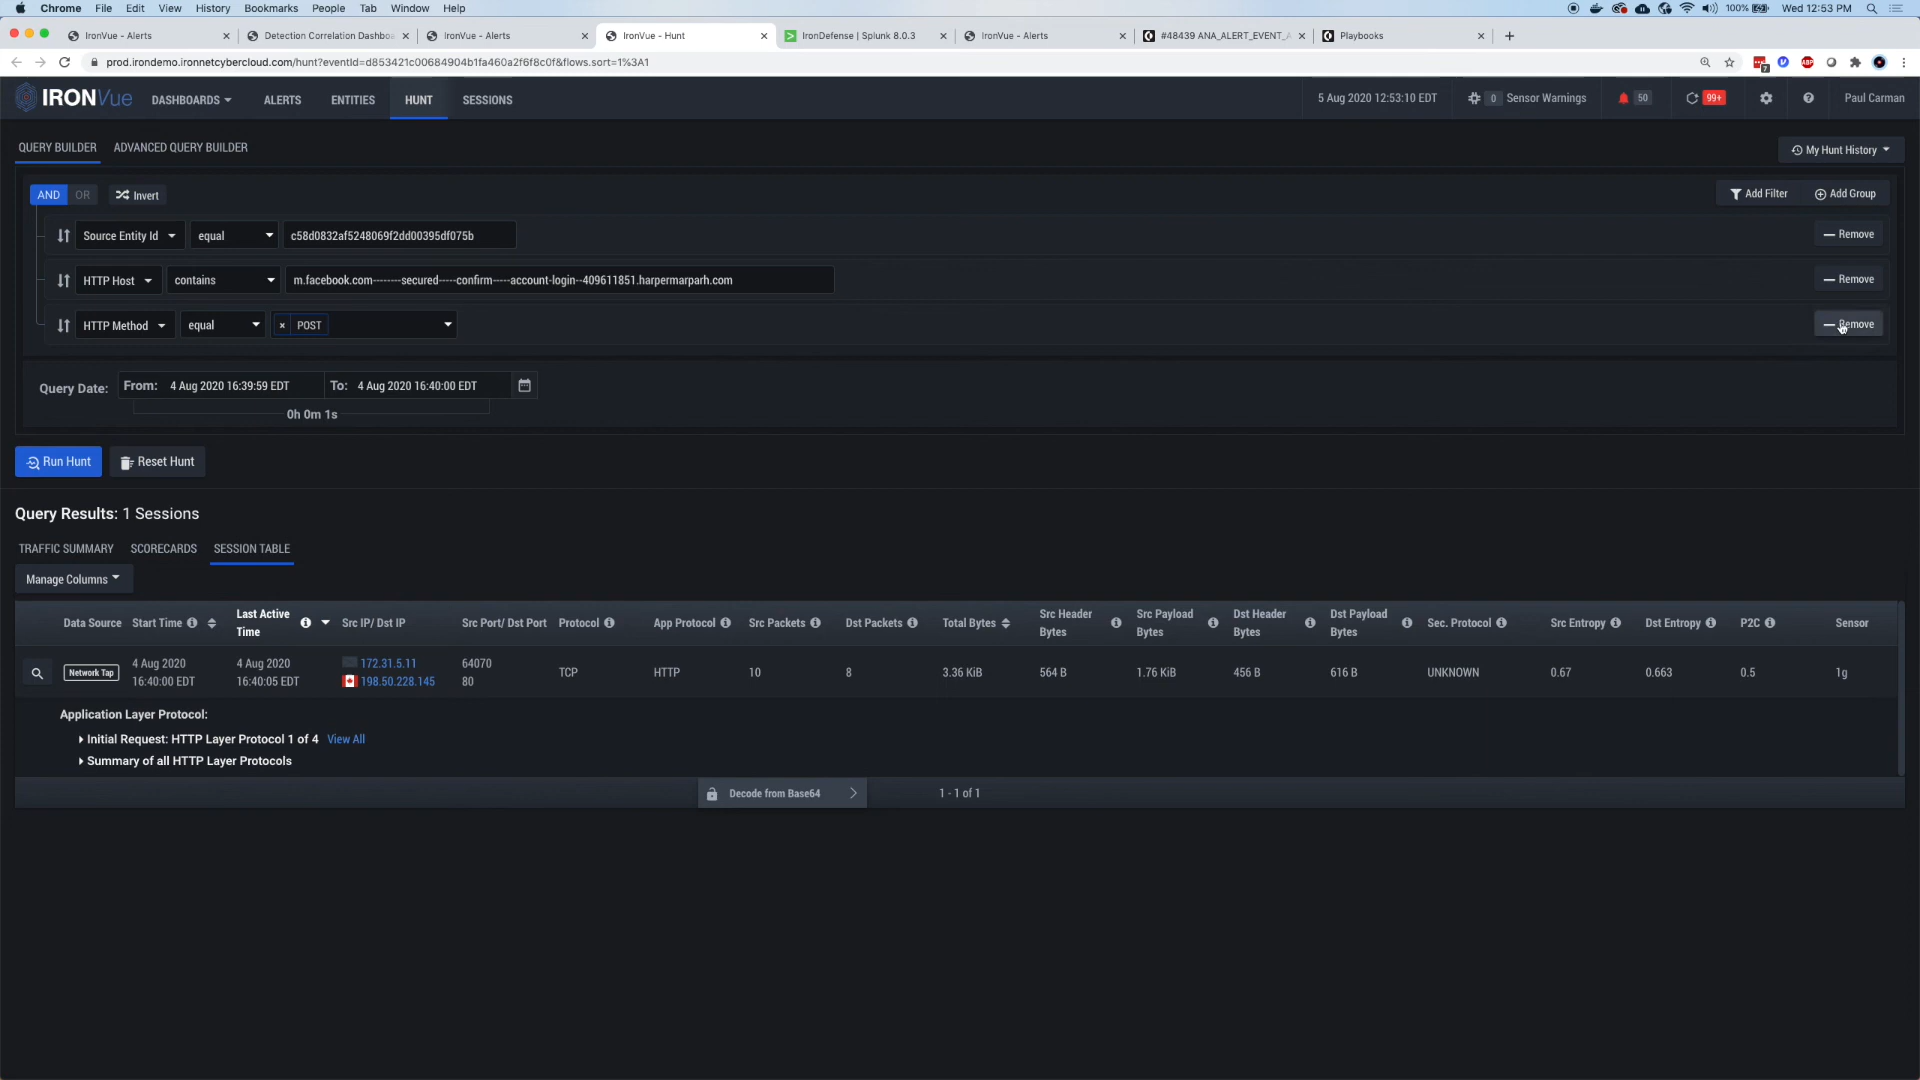 Chrome File Edit View History Bookmarks People Tab Window Help 100% Wed 12:53 PM
IronVue - Alerts Detection Correlation Dashboa IronVue - Alerts IronVue - Hunt IronDefense | Splunk 8.0.3 IronVue - Alerts #48439 ANA_ALERT_EVENT_A Playbooks
prod.irondemo.ironnetcybercloud.com/hunt?eventId=d853421c00684904b1fa460a2f6f8c0f&flows.sort=1%3A1
IRONVue DASHBOARDS ALERTS ENTITIES HUNT SESSIONS 5 Aug 2020 12:53:10 EDT 0 Sensor Warnings 50 99+ Paul Carman
QUERY BUILDER ADVANCED QUERY BUILDER My Hunt History
AND OR Invert Add Filter Add Group
Source Entity Id equal c58d0832af5248069f2dd00395df075b Remove
HTTP Host contains m.facebook.com--------secured-----confirm-----account-login--409611851.harpermarparh.com Remove
HTTP Method equal × POST Remove
Query Date: From: 4 Aug 2020 16:39:59 EDT To: 4 Aug 2020 16:40:00 EDT
0h 0m 1s
Run Hunt Reset Hunt
Query Results: 1 Sessions
TRAFFIC SUMMARY SCORECARDS SESSION TABLE
Manage Columns
Data Source Start Time Last Active Time Src IP/ Dst IP Src Port/ Dst Port Protocol App Protocol Src Packets Dst Packets Total Bytes Src Header Bytes Src Payload Bytes Dst Header Bytes Dst Payload Bytes Sec. Protocol Src Entropy Dst Entropy P2C Sensor
Network Tap 4 Aug 2020 16:40:00 EDT 4 Aug 2020 16:40:05 EDT 172.31.5.11 198.50.228.145 64070 80 TCP HTTP 10 8 3.36 KiB 564 B 1.76 KiB 456 B 616 B UNKNOWN 0.67 0.663 0.5 1g
Application Layer Protocol:
Initial Request: HTTP Layer Protocol 1 of 4 View All
Summary of all HTTP Layer Protocols
Decode from Base64 1 - 1 of 1